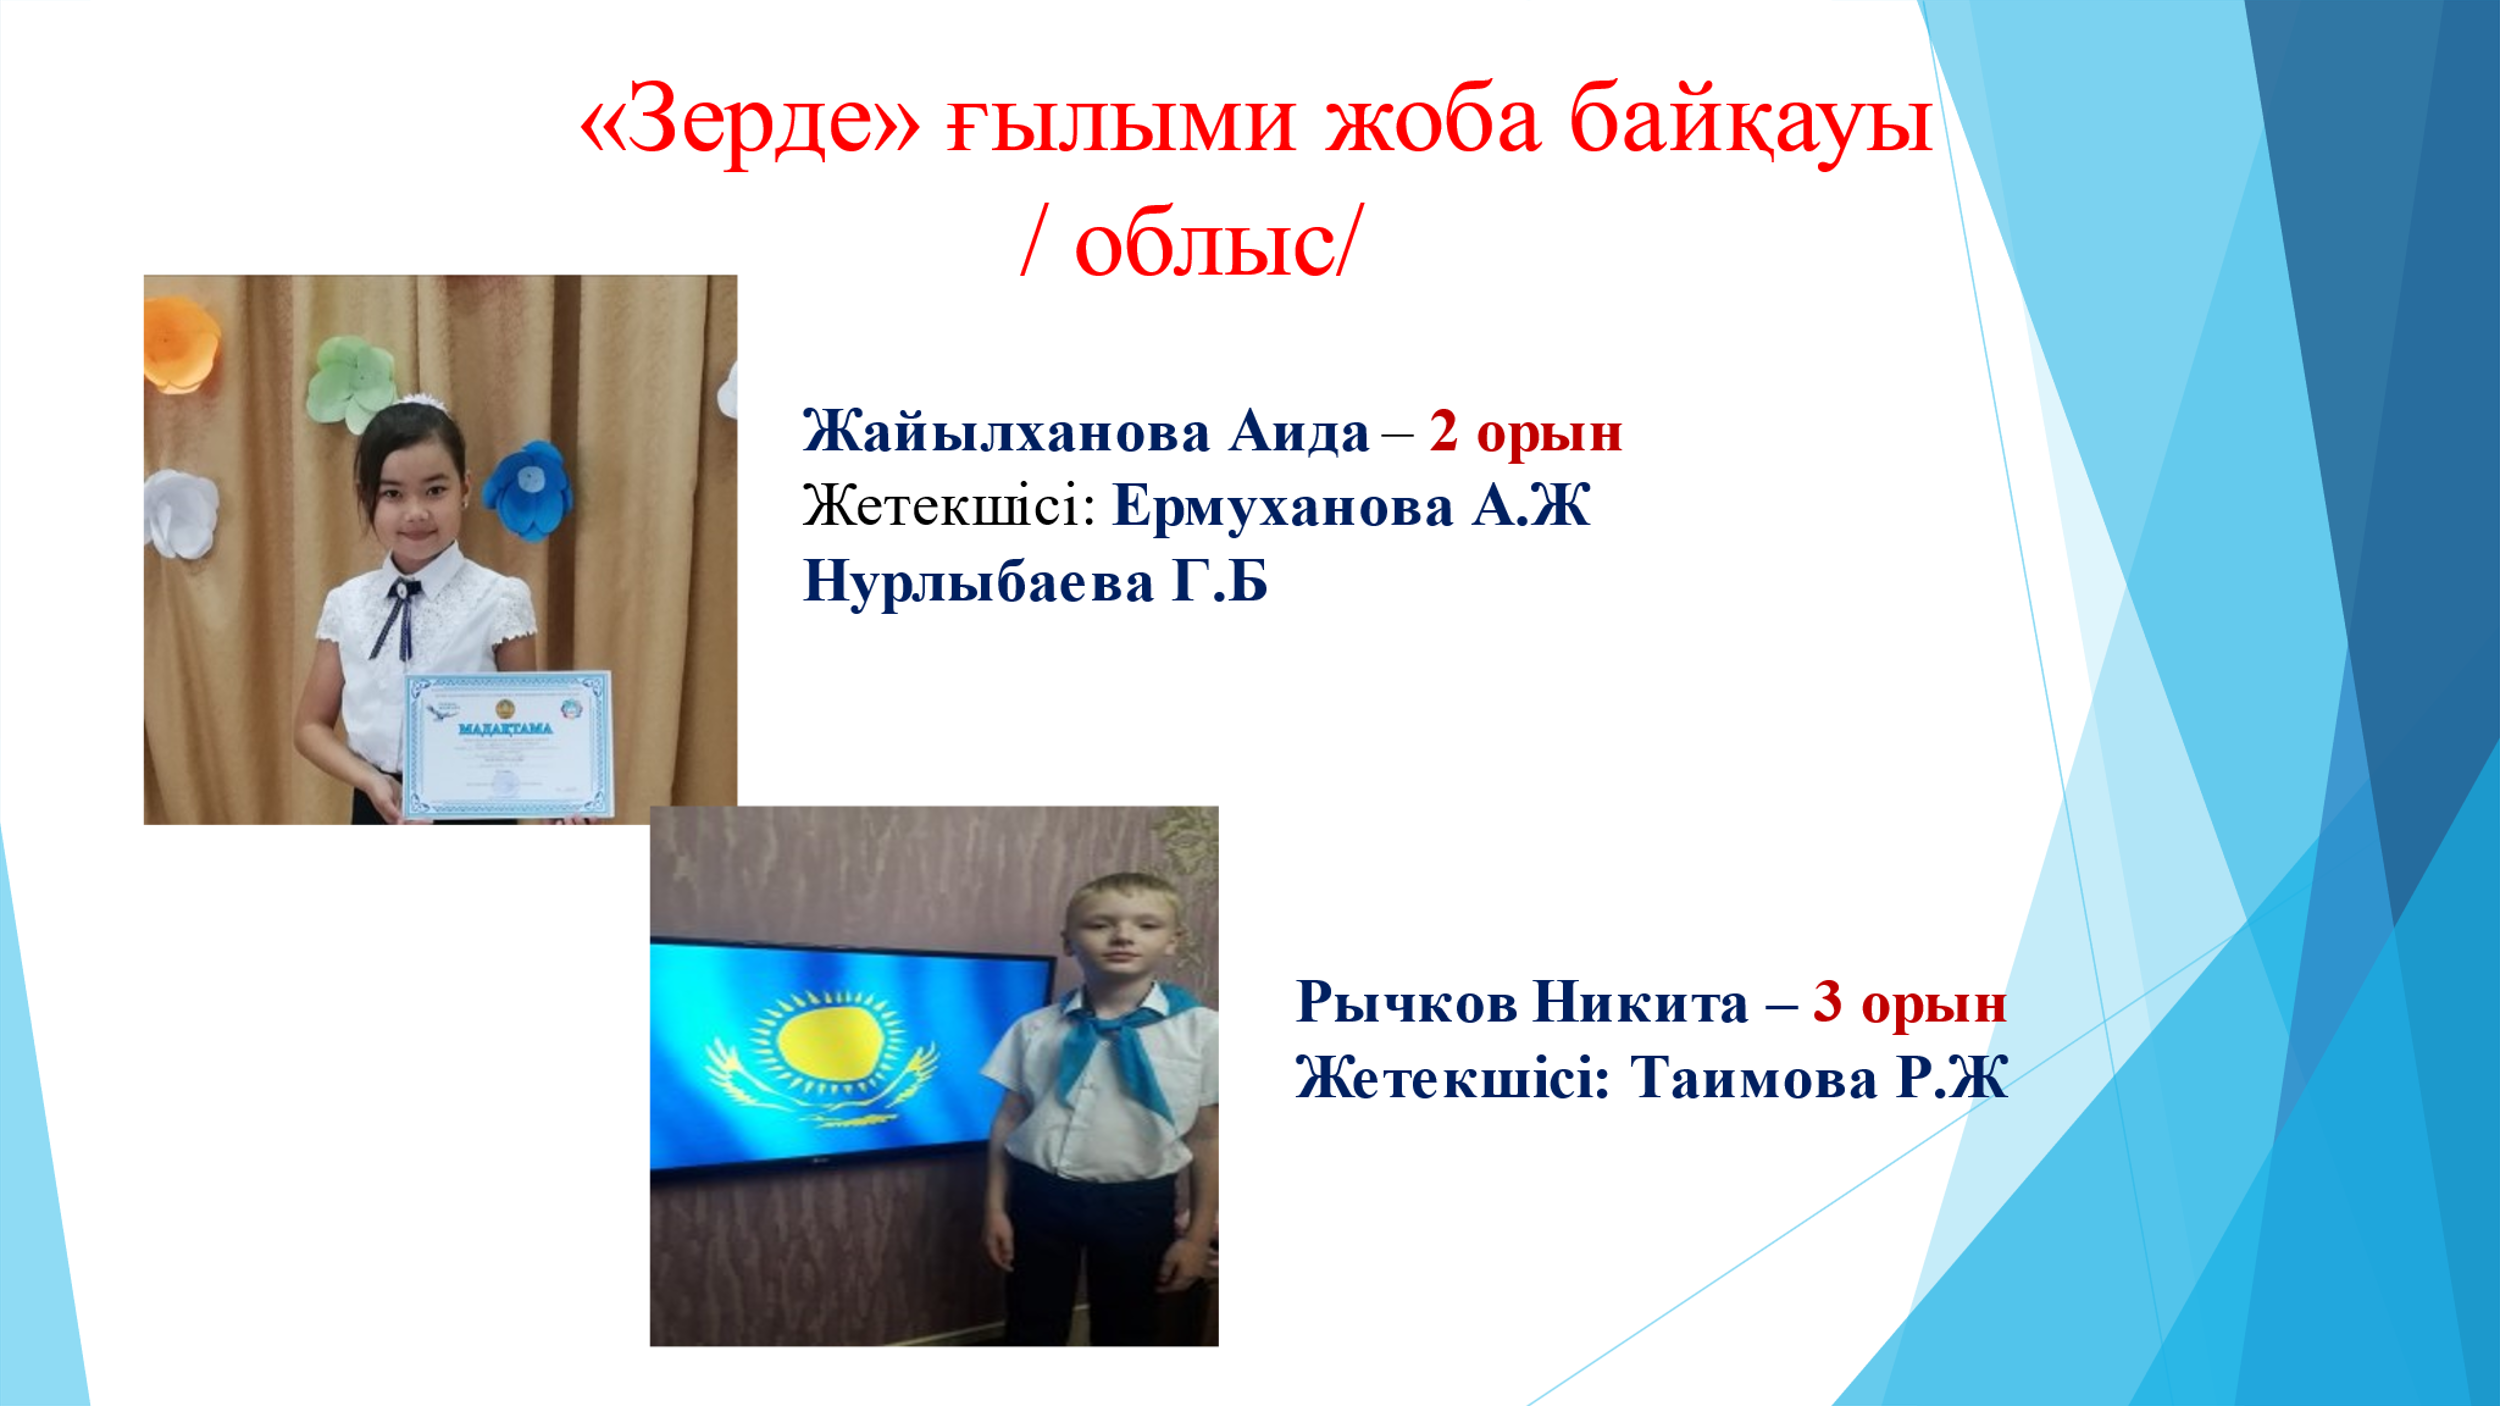 «Зерде» ғылыми жоба байқауы
/ облыс/
Жайылханова Аида – 2 орын
Жетекшісі: Ермуханова А.Ж
Нурлыбаева Г.Б
МАДАҚТАМА
Рычков Никита – 3 орын
Жетекшісі: Таимова Р.Ж